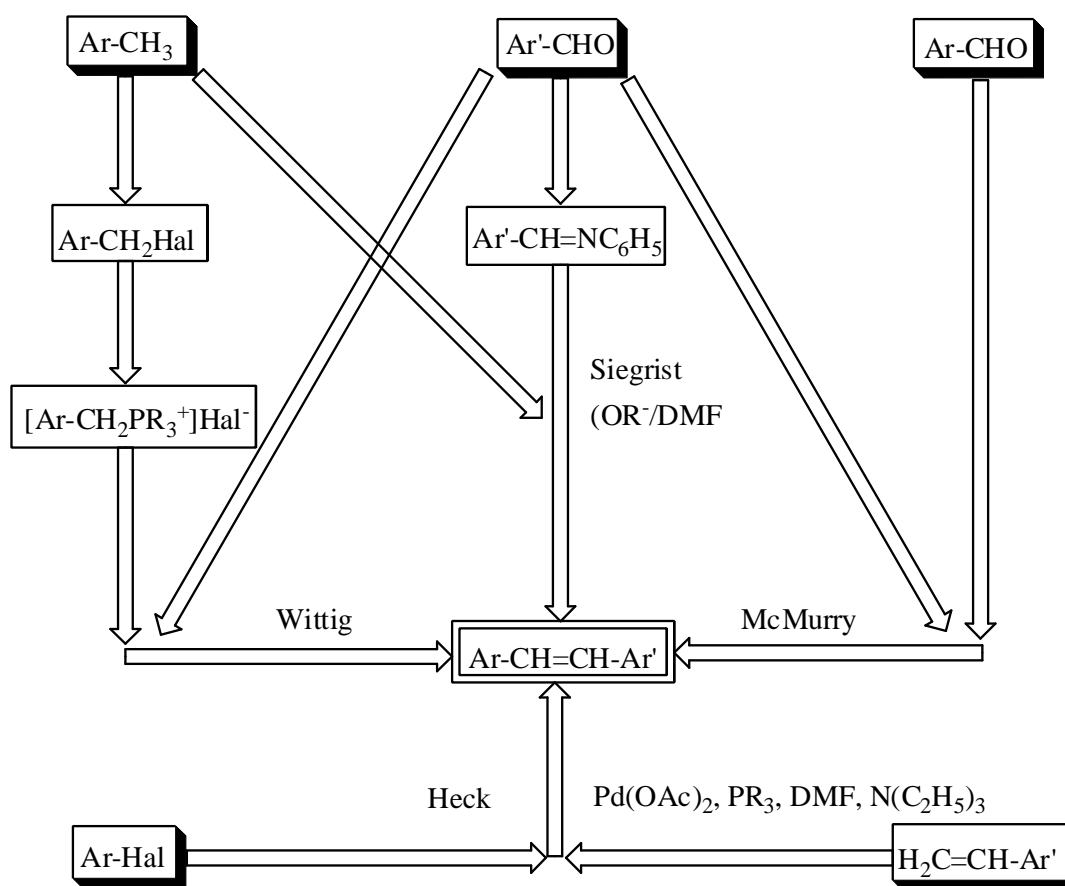 Ar-CH₃
Ar'-CHO
Ar-CHO
Ar-CH₂Hal
Ar'-CH=NC₆H₅
Siegrist
(OR⁻/DMF
[Ar-CH₂PR₃⁺]Hal⁻
Wittig
McMurry
Ar-CH=CH-Ar'
Heck
Pd(OAc)₂, PR₃, DMF, N(C₂H₅)₃
Ar-Hal
H₂C=CH-Ar'